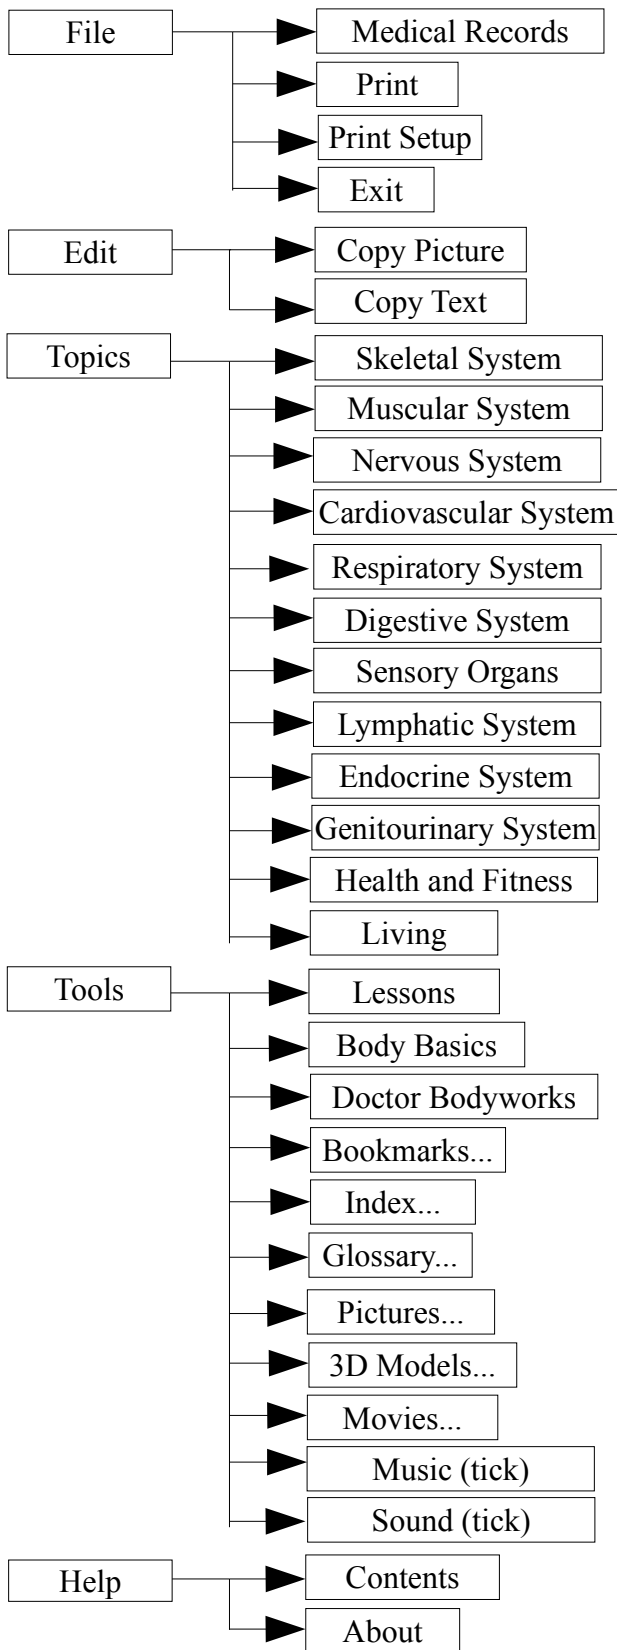 File
Medical Records
Print
Print Setup
Exit
Edit
Copy Picture
Copy Text
Topics
Skeletal System
Muscular System
Nervous System
Cardiovascular System
Respiratory System
Digestive System
Sensory Organs
Lymphatic System
Endocrine System
Genitourinary System
Health and Fitness
Living
Tools
Lessons
Body Basics
Doctor Bodyworks
Bookmarks...
Index...
Glossary...
Pictures...
3D Models...
Movies...
Music (tick)
Sound (tick)
Help
Contents
About